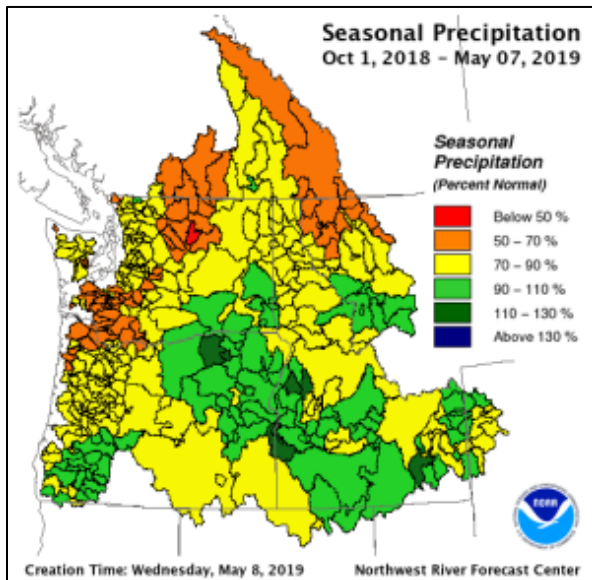 Seasonal Precipitation
Oct 1, 2018 – May 07, 2019
Seasonal
Precipitation
(Percent Normal)
Below 50 %
50 – 70 %
70 – 90 %
90 – 110 %
110 – 130 %
Above 130 %
NOAA
Creation Time: Wednesday, May 8, 2019 Northwest River Forecast Center